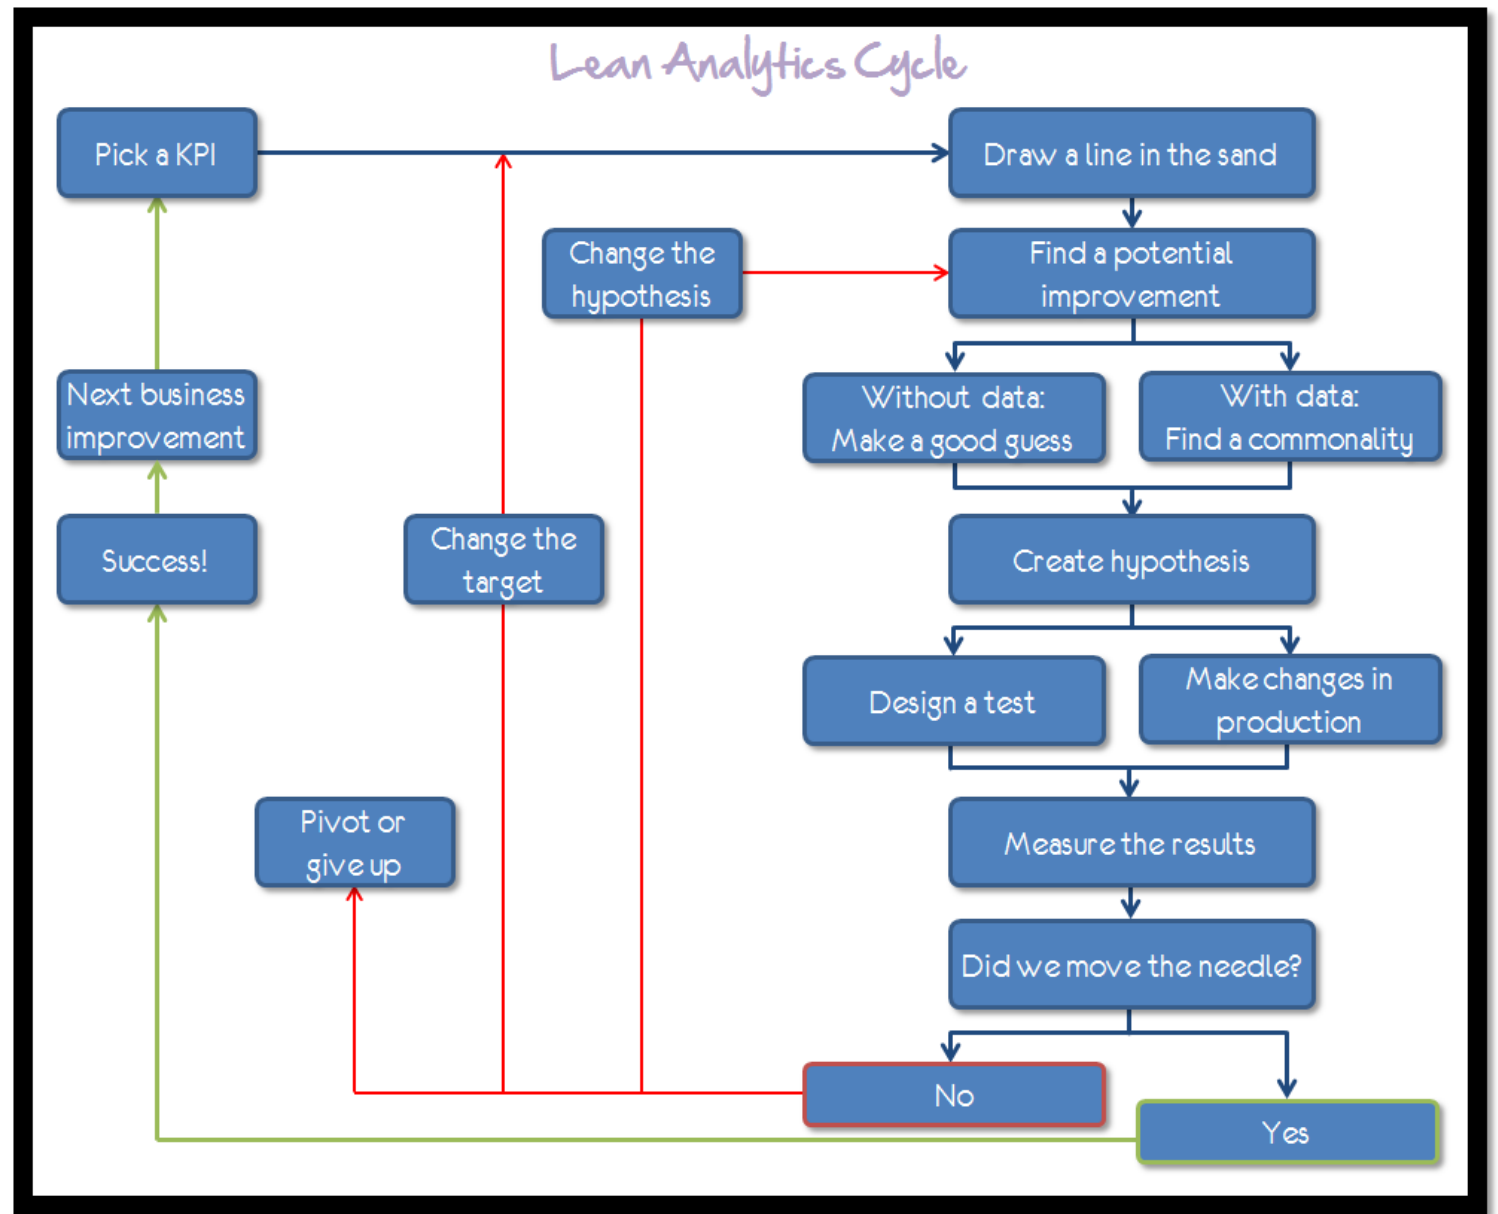 Lean Analytics Cycle
Pick a KPI
Draw a line in the sand
Change the
hypothesis
Find a potential
improvement
Next business
improvement
Without data:
Make a good guess
With data:
Find a commonality
Success!
Change the
target
Create hypothesis
Design a test
Make changes in
production
Pivot or
give up
Measure the results
Did we move the needle?
No
Yes